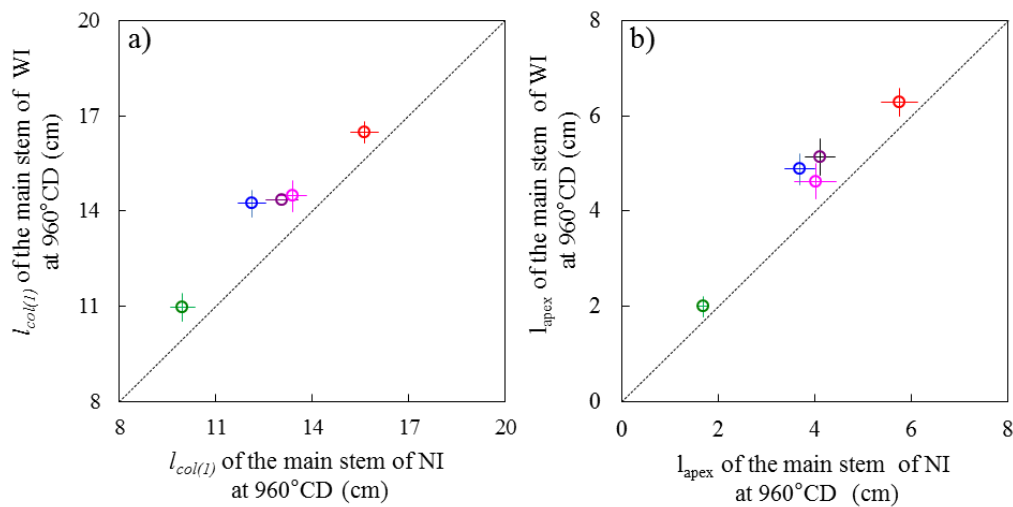 a)
l_col(1) of the main stem of WI
at 960°CD (cm)
20
17
14
11
8
8
11
14
17
20
l_col(1) of the main stem of NI
at 960°CD (cm)
b)
l_apex of the main stem of WI
at 960°CD (cm)
8
6
4
2
0
0
2
4
6
8
l_apex of the main stem of NI
at 960°CD (cm)